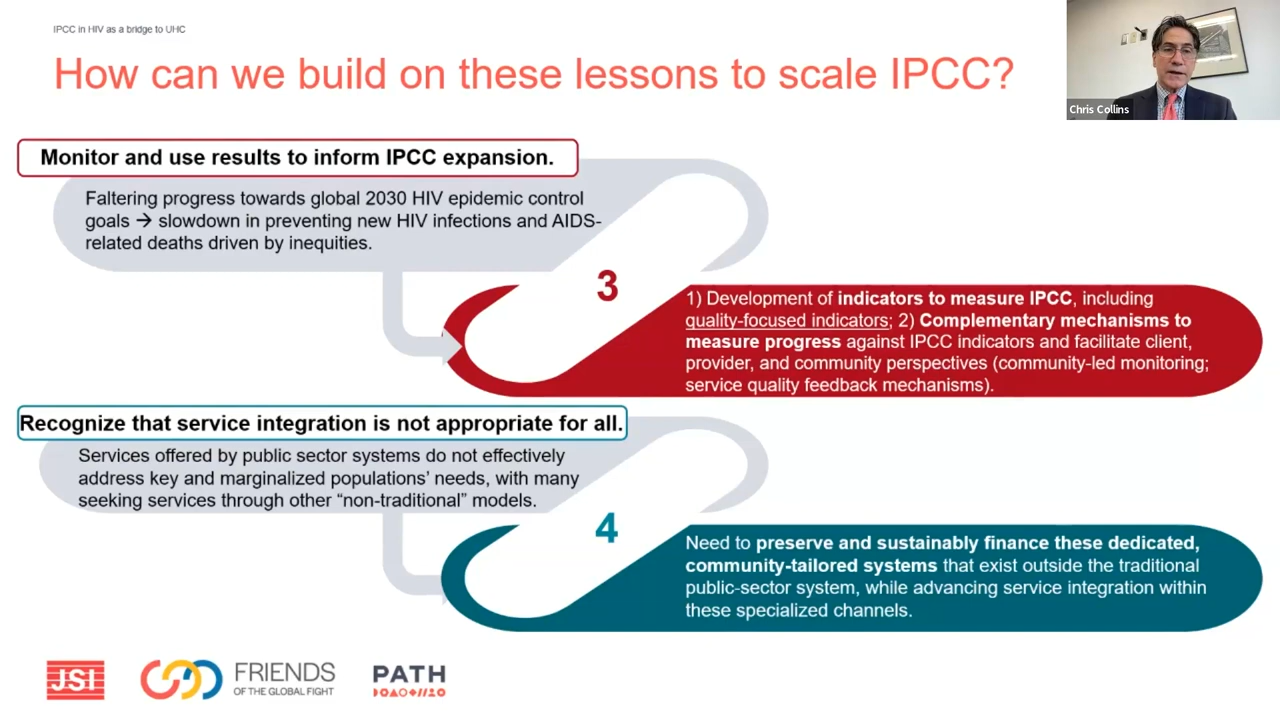 IPCC in HIV as a bridge to UHC
How can we build on these lessons to scale IPCC?
Chris Collins
Monitor and use results to inform IPCC expansion.
Faltering progress towards global 2030 HIV epidemic control
goals → slowdown in preventing new HIV infections and AIDS-
related deaths driven by inequities.
3
1) Development of indicators to measure IPCC, including
quality-focused indicators; 2) Complementary mechanisms to
measure progress against IPCC indicators and facilitate client,
provider, and community perspectives (community-led monitoring;
service quality feedback mechanisms).
Recognize that service integration is not appropriate for all.
Services offered by public sector systems do not effectively
address key and marginalized populations’ needs, with many
seeking services through other “non-traditional” models.
4
Need to preserve and sustainably finance these dedicated,
community-tailored systems that exist outside the traditional
public-sector system, while advancing service integration within
these specialized channels.
JSI
FRIENDS
OF THE GLOBAL FIGHT
PATH